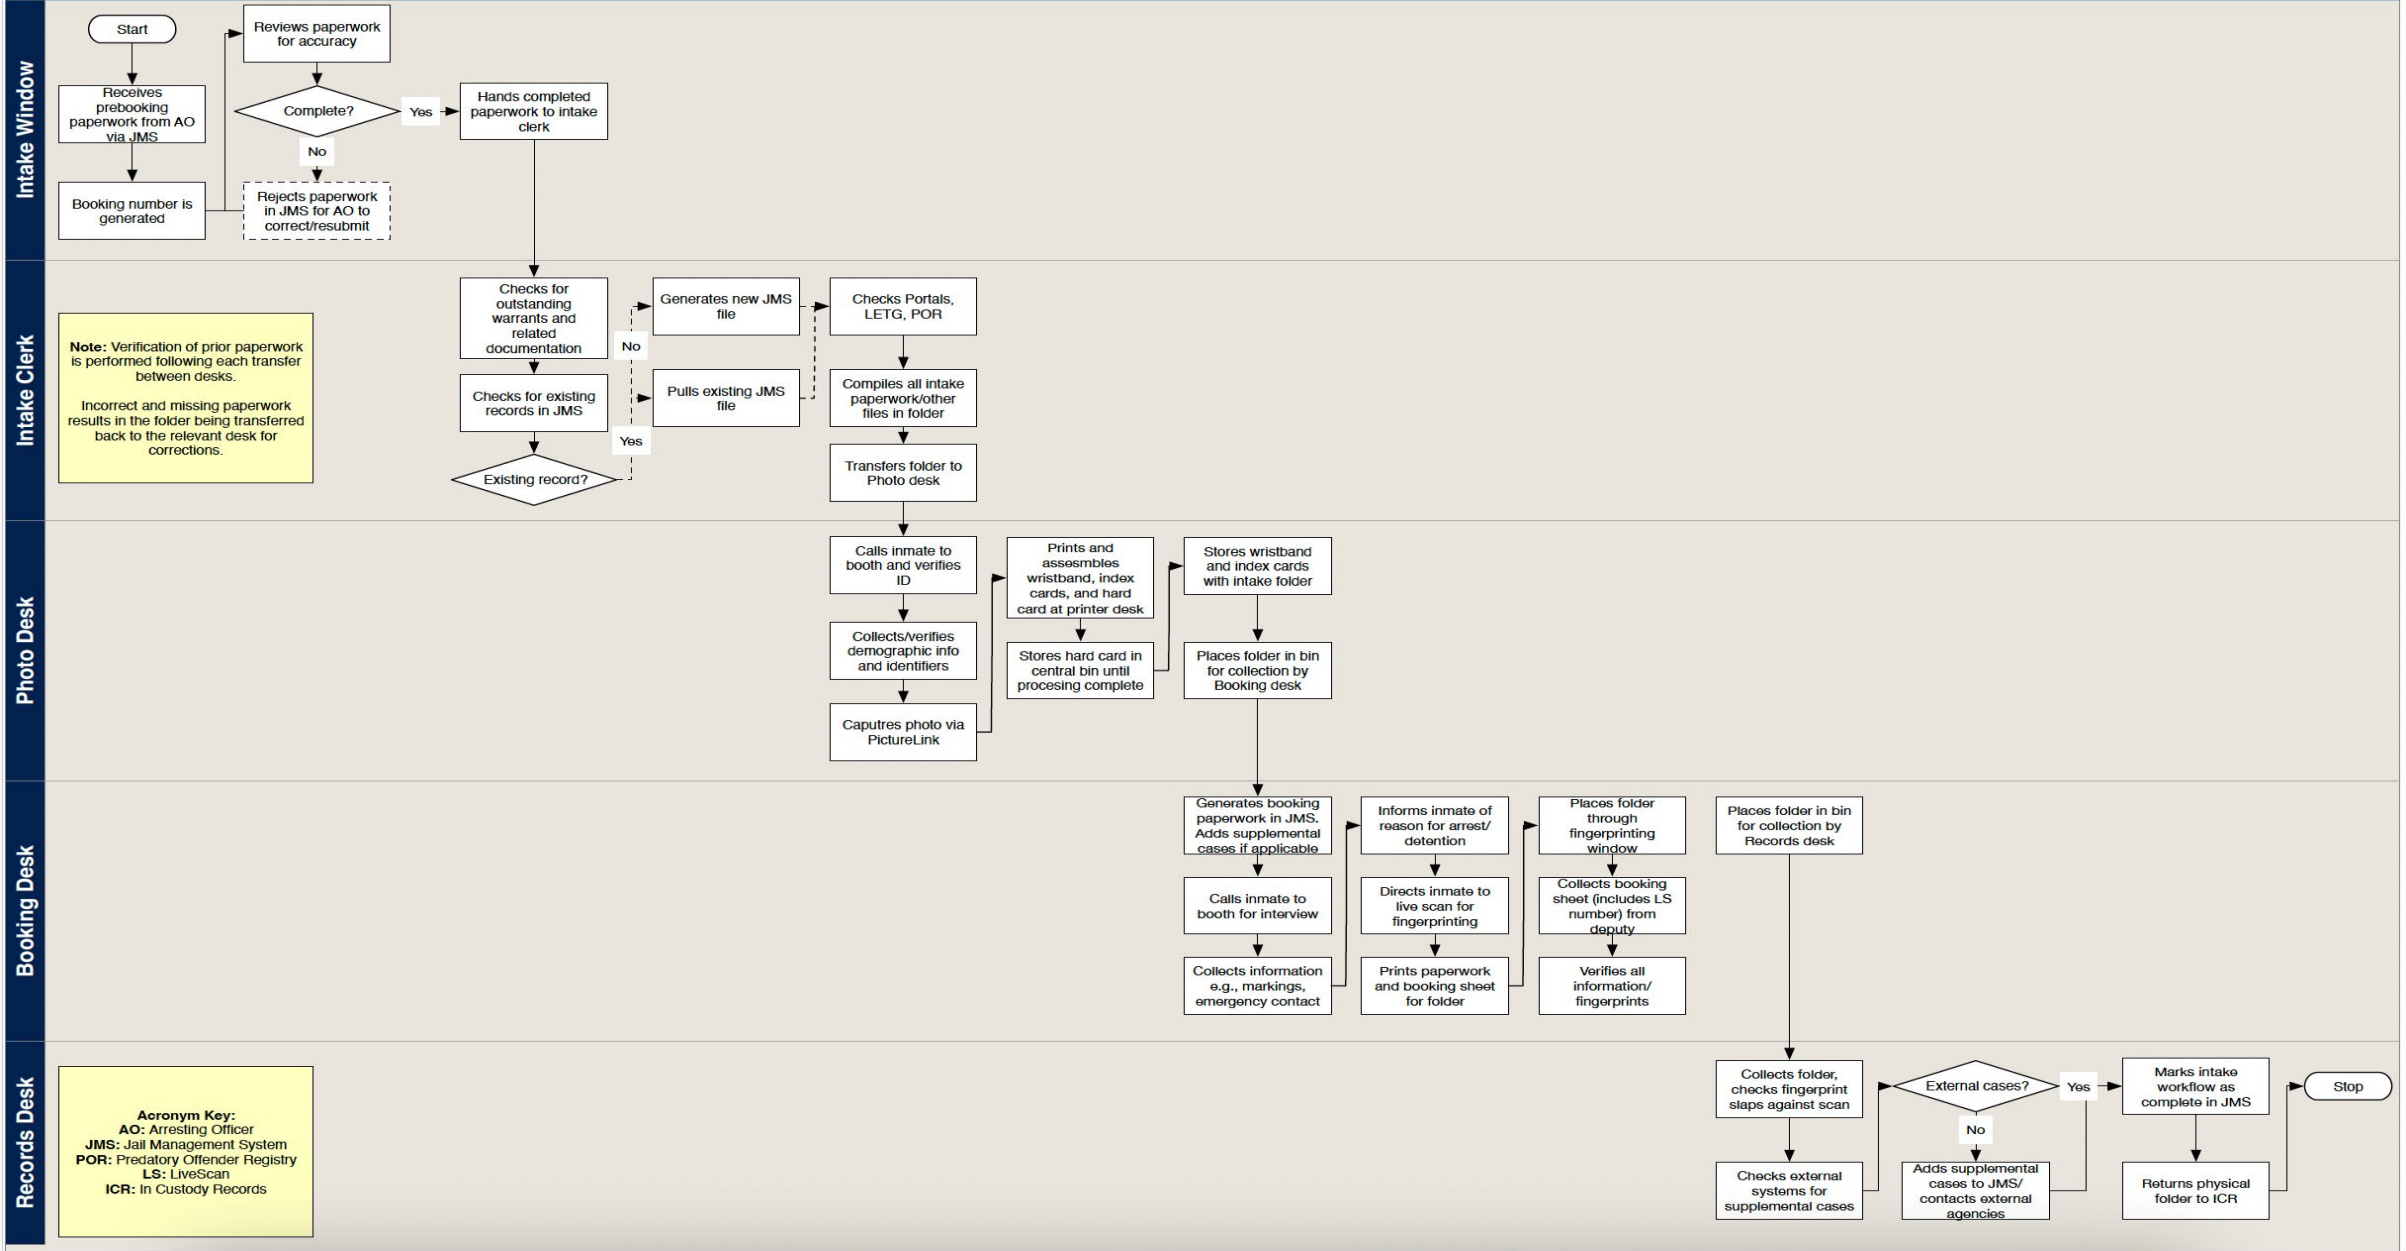 Intake Window
Start
Receives
prebooking
paperwork from AO
via JMS
Booking number is
generated
Reviews paperwork
for accuracy
Complete?
Yes
No
Rejects paperwork
in JMS for AO to
correct/resubmit
Hands completed
paperwork to intake
clerk
Intake Clerk
Note: Verification of prior paperwork
is performed following each transfer
between desks.
Incorrect and missing paperwork
results in the folder being transferred
back to the relevant desk for
corrections.
Checks for
outstanding
warrants and
related
documentation
Checks for existing
records in JMS
Existing record?
No
Yes
Generates new JMS
file
Pulls existing JMS
file
Checks Portals,
LETG, POR
Compiles all intake
paperwork/other
files in folder
Transfers folder to
Photo desk
Photo Desk
Calls inmate to
booth and verifies
ID
Collects/verifies
demographic info
and identifiers
Caputres photo via
PictureLink
Prints and
assesmbles
wristband, index
cards, and hard
card at printer desk
Stores hard card in
central bin until
procesing complete
Stores wristband
and index cards
with intake folder
Places folder in bin
for collection by
Booking desk
Booking Desk
Generates booking
paperwork in JMS.
Adds supplemental
cases if applicable
Calls inmate to
booth for interview
Collects information
e.g., markings,
emergency contact
Informs inmate of
reason for arrest/
detention
Directs inmate to
live scan for
fingerprinting
Prints paperwork
and booking sheet
for folder
Places folder
through
fingerprinting
window
Collects booking
sheet (includes LS
number) from
deputy
Verifies all
information/
fingerprints
Places folder in bin
for collection by
Records desk
Records Desk
Acronym Key:
AO: Arresting Officer
JMS: Jail Management System
POR: Predatory Offender Registry
LS: LiveScan
ICR: In Custody Records
Collects folder,
checks fingerprint
slaps against scan
Checks external
systems for
supplemental cases
External cases?
Yes
No
Adds supplemental
cases to JMS/
contacts external
agencies
Marks intake
workflow as
complete in JMS
Returns physical
folder to ICR
Stop